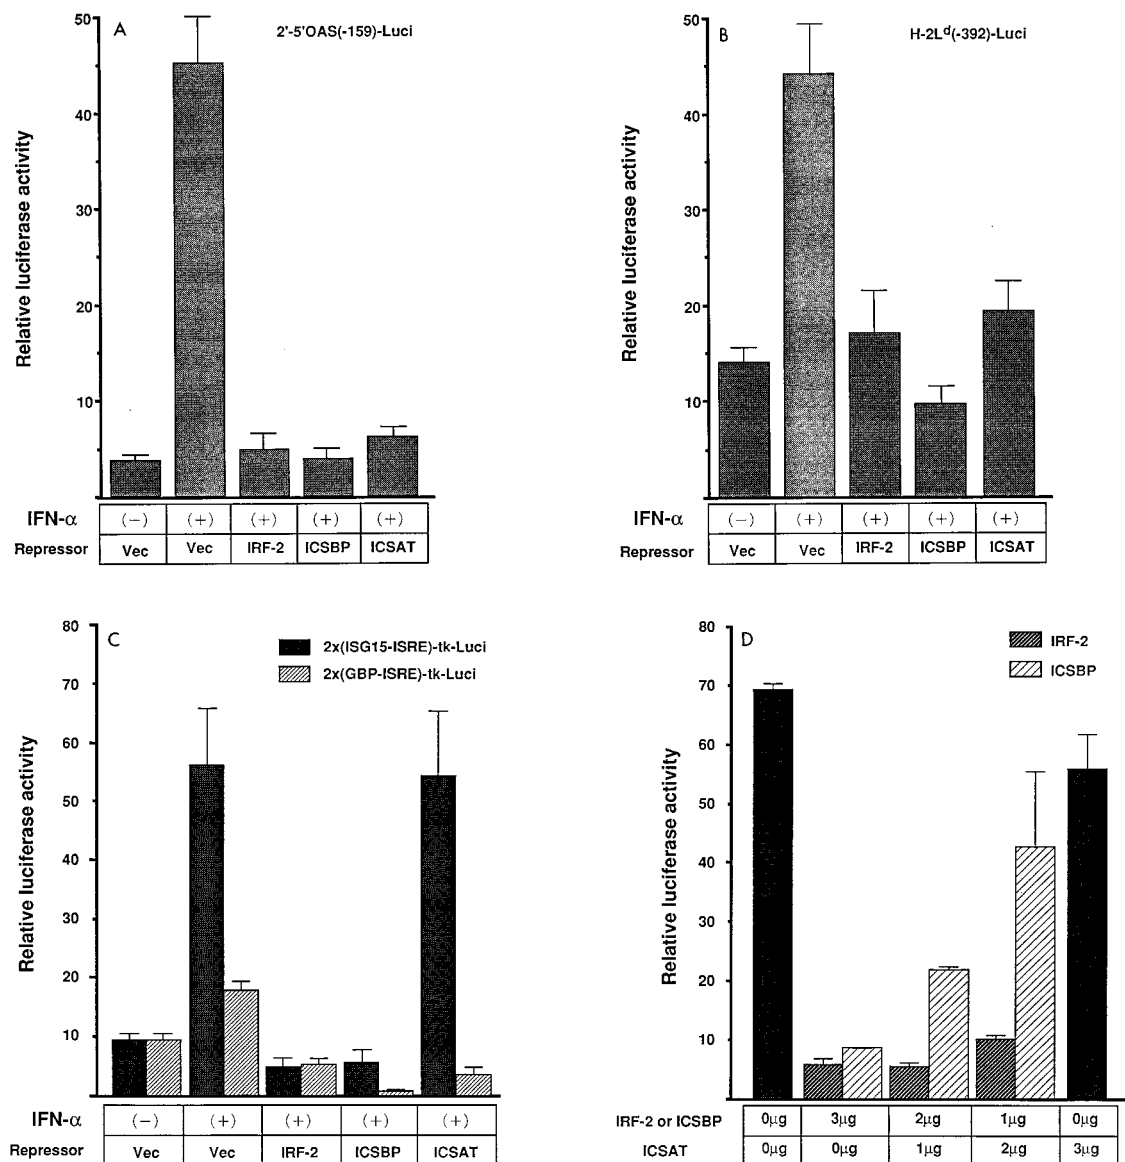 A
2'-5'OAS(-159)-Luci
Relative luciferase activity
50
40
30
20
10
IFN-α (-) (+) (+) (+) (+)
Repressor Vec Vec IRF-2 ICSBP ICSAT
B
H-2Lᵈ(-392)-Luci
Relative luciferase activity
50
40
30
20
10
IFN-α (-) (+) (+) (+) (+)
Repressor Vec Vec IRF-2 ICSBP ICSAT
C
2x(ISG15-ISRE)-tk-Luci
2x(GBP-ISRE)-tk-Luci
Relative luciferase activity
80
70
60
50
40
30
20
10
IFN-α (-) (+) (+) (+) (+)
Repressor Vec Vec IRF-2 ICSBP ICSAT
D
IRF-2
ICSBP
Relative luciferase activity
80
70
60
50
40
30
20
10
IRF-2 or ICSBP 0µg 3µg 2µg 1µg 0µg
ICSAT 0µg 0µg 1µg 2µg 3µg